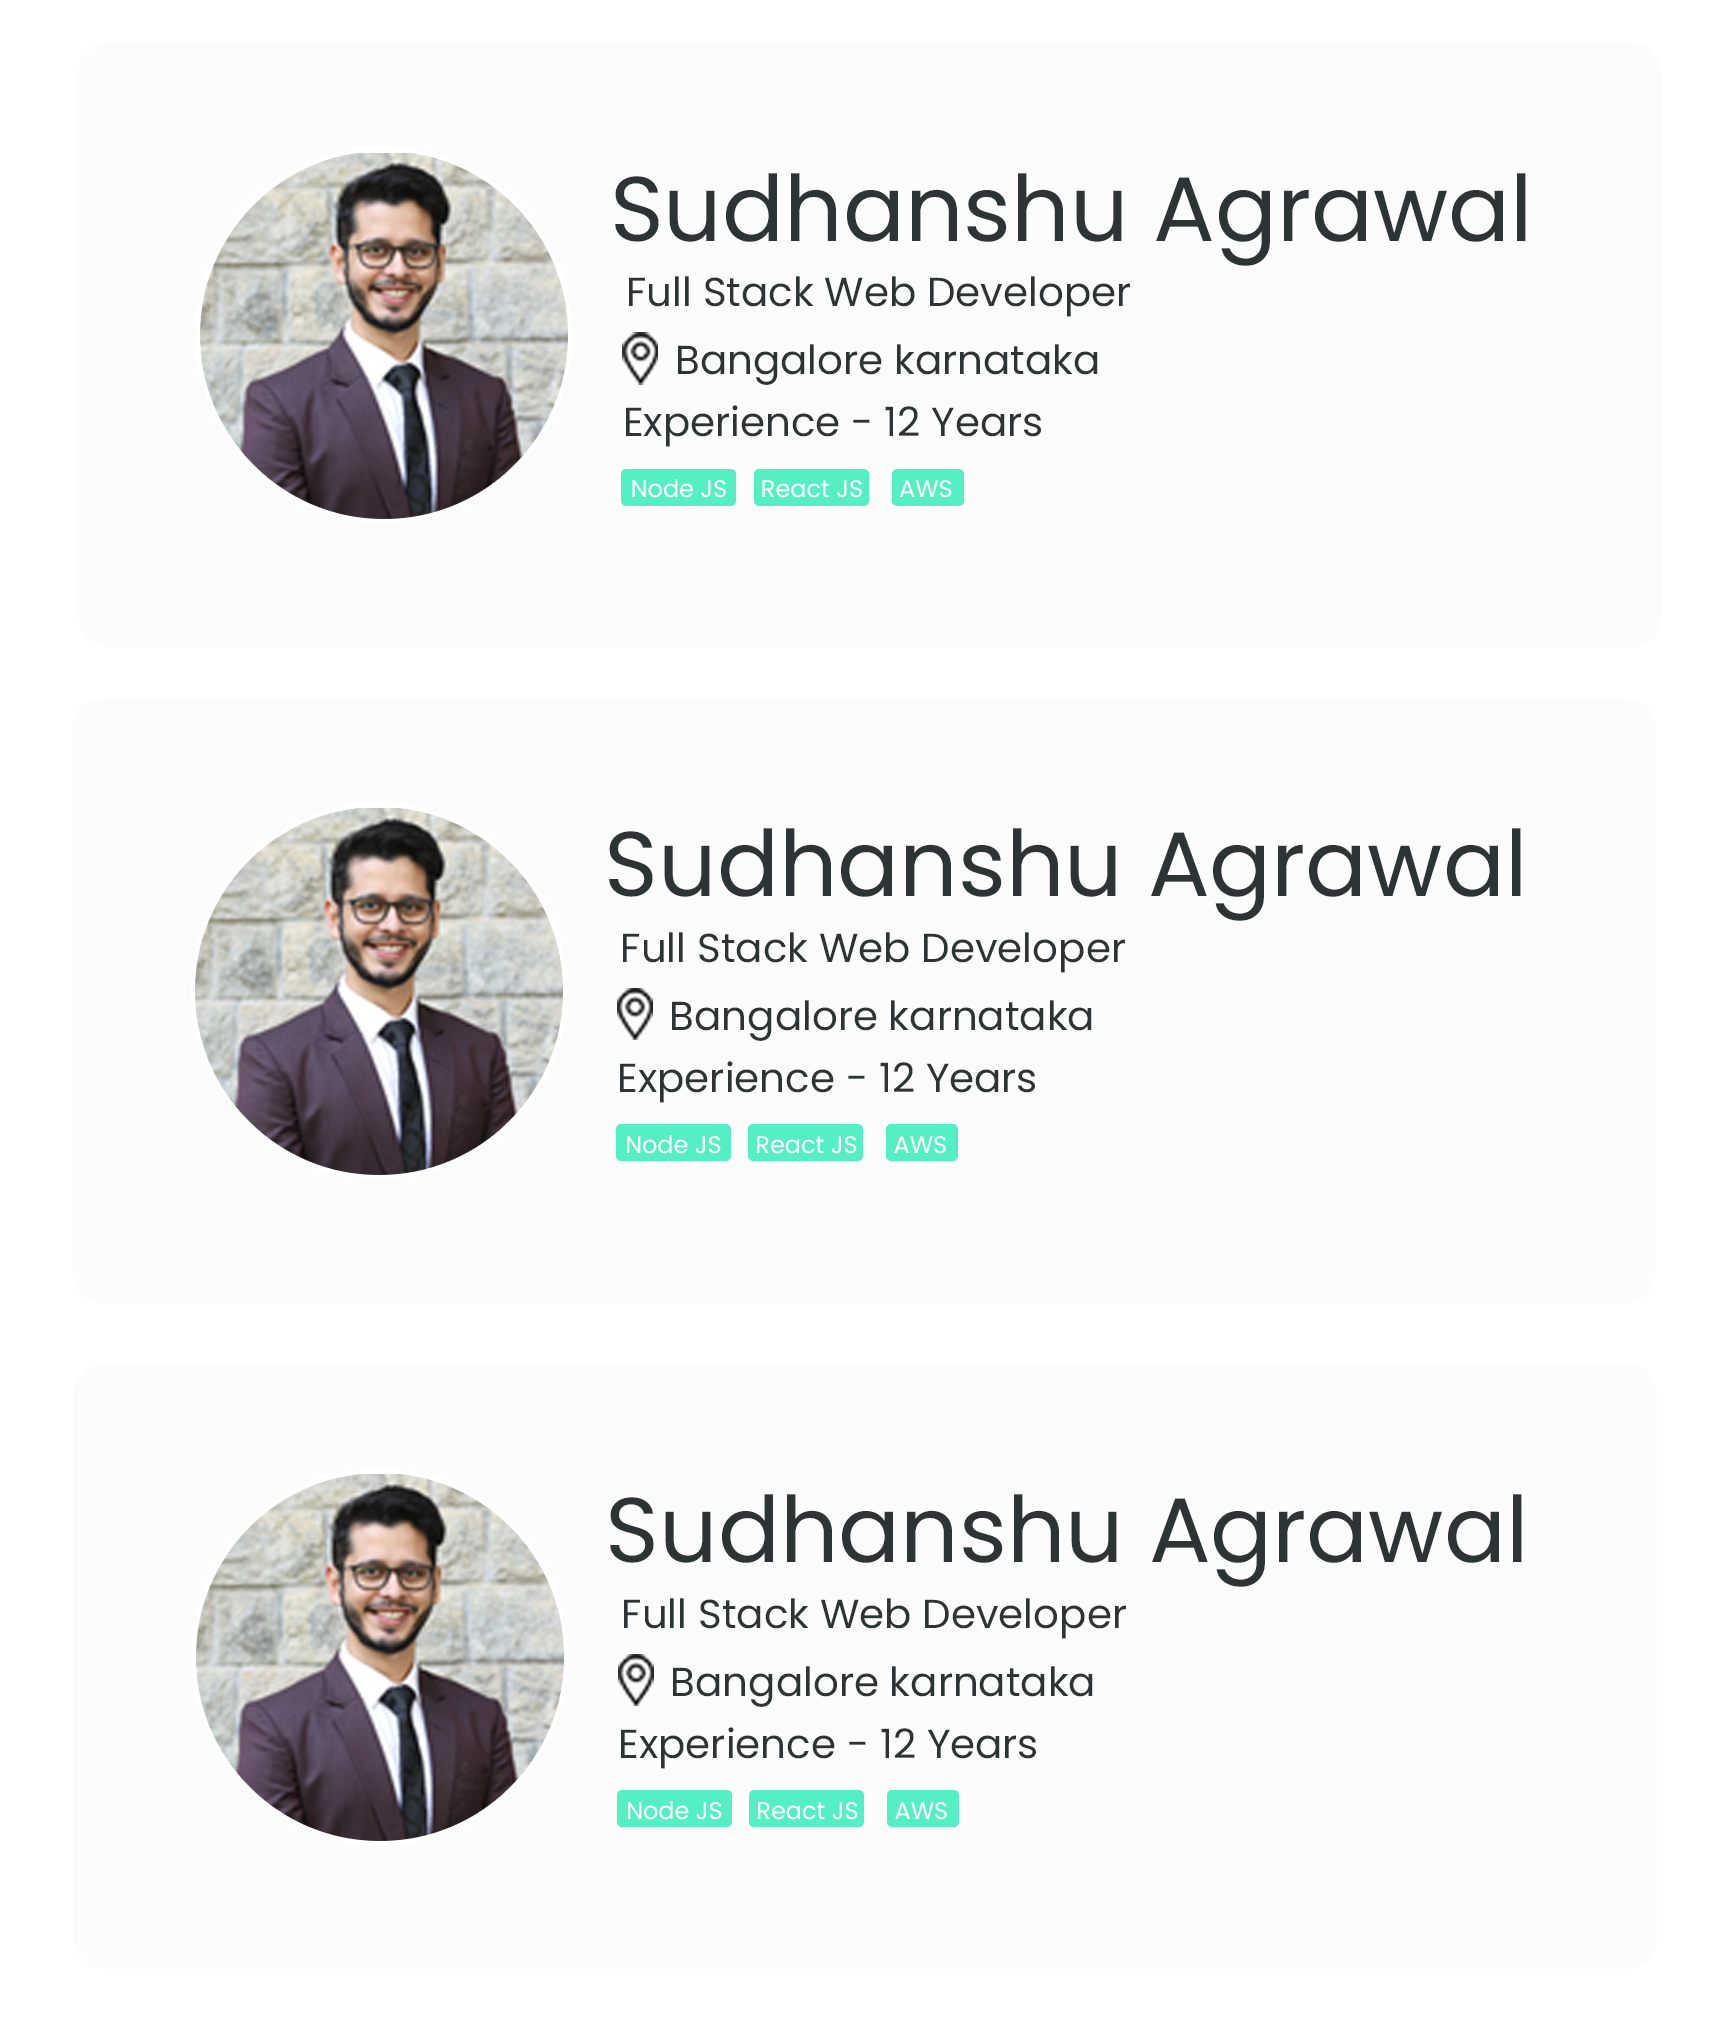 Sudhanshu Agrawal
Full Stack Web Developer
Bangalore karnataka
Experience - 12 Years
Node JS React JS AWS
Sudhanshu Agrawal
Full Stack Web Developer
Bangalore karnataka
Experience - 12 Years
Node JS React JS AWS
Sudhanshu Agrawal
Full Stack Web Developer
Bangalore karnataka
Experience - 12 Years
Node JS React JS AWS